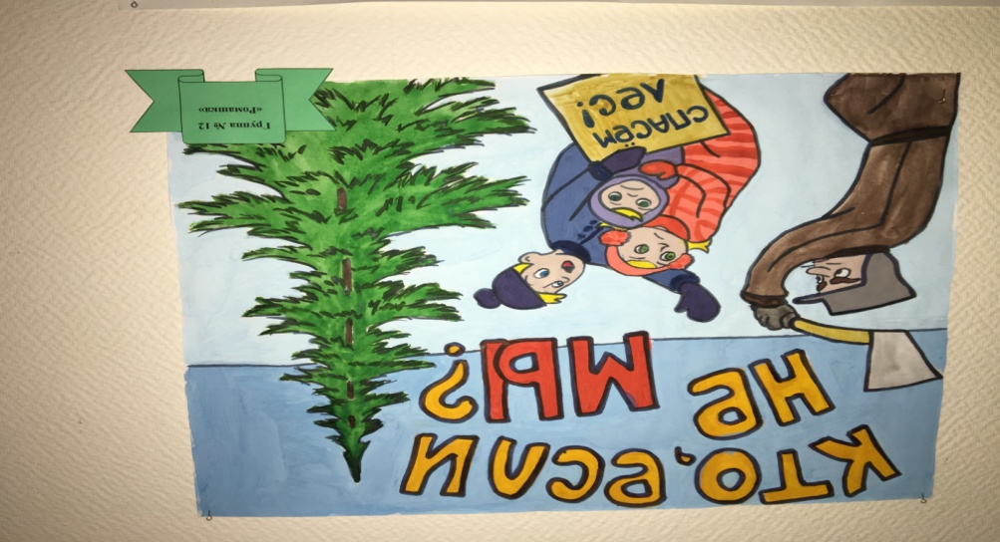 КТО, ЕСЛИ
НЕ МЫ?
СПАСЁМ
ЛЕС!
Группа № 12
«Ромашка»